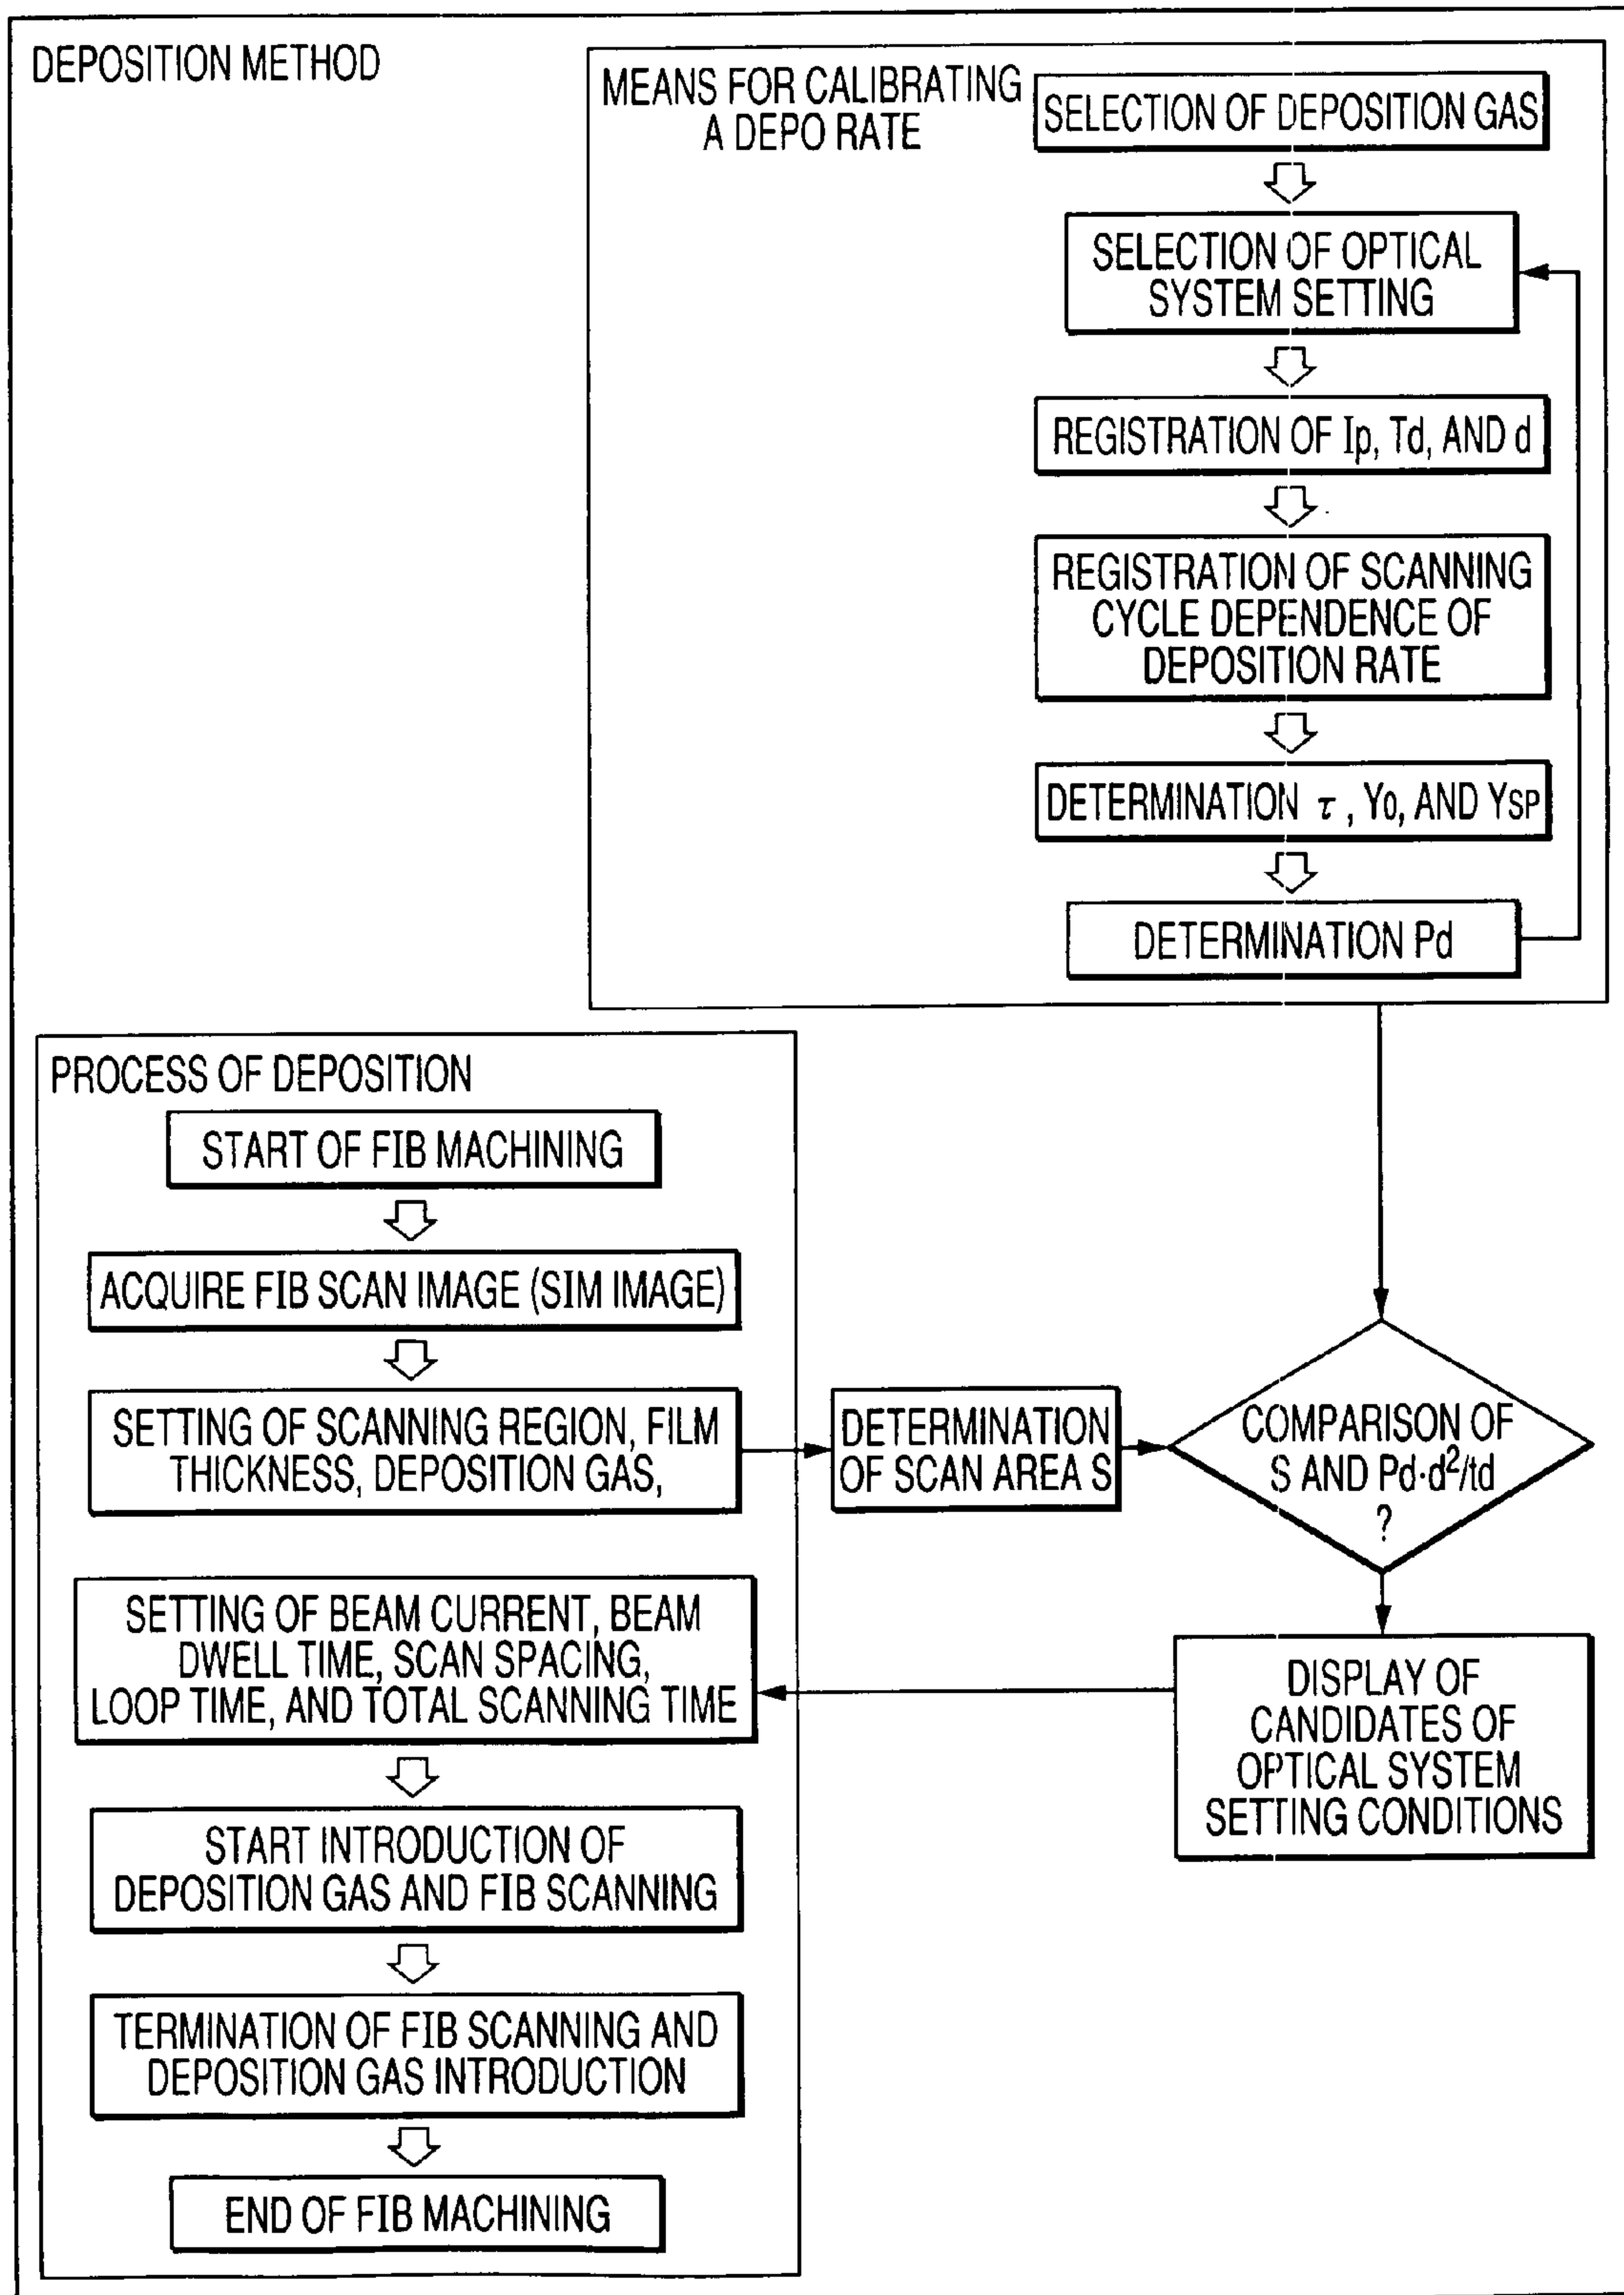 DEPOSITION METHOD
MEANS FOR CALIBRATING
A DEPO RATE
SELECTION OF DEPOSITION GAS
SELECTION OF OPTICAL
SYSTEM SETTING
REGISTRATION OF Ip, Td, AND d
REGISTRATION OF SCANNING
CYCLE DEPENDENCE OF
DEPOSITION RATE
DETERMINATION τ, Y0, AND YSP
DETERMINATION Pd
PROCESS OF DEPOSITION
START OF FIB MACHINING
ACQUIRE FIB SCAN IMAGE (SIM IMAGE)
SETTING OF SCANNING REGION, FILM
THICKNESS, DEPOSITION GAS,
DETERMINATION
OF SCAN AREA S
COMPARISON OF
S AND Pd·d²/td
?
SETTING OF BEAM CURRENT, BEAM
DWELL TIME, SCAN SPACING,
LOOP TIME, AND TOTAL SCANNING TIME
DISPLAY OF
CANDIDATES OF
OPTICAL SYSTEM
SETTING CONDITIONS
START INTRODUCTION OF
DEPOSITION GAS AND FIB SCANNING
TERMINATION OF FIB SCANNING AND
DEPOSITION GAS INTRODUCTION
END OF FIB MACHINING